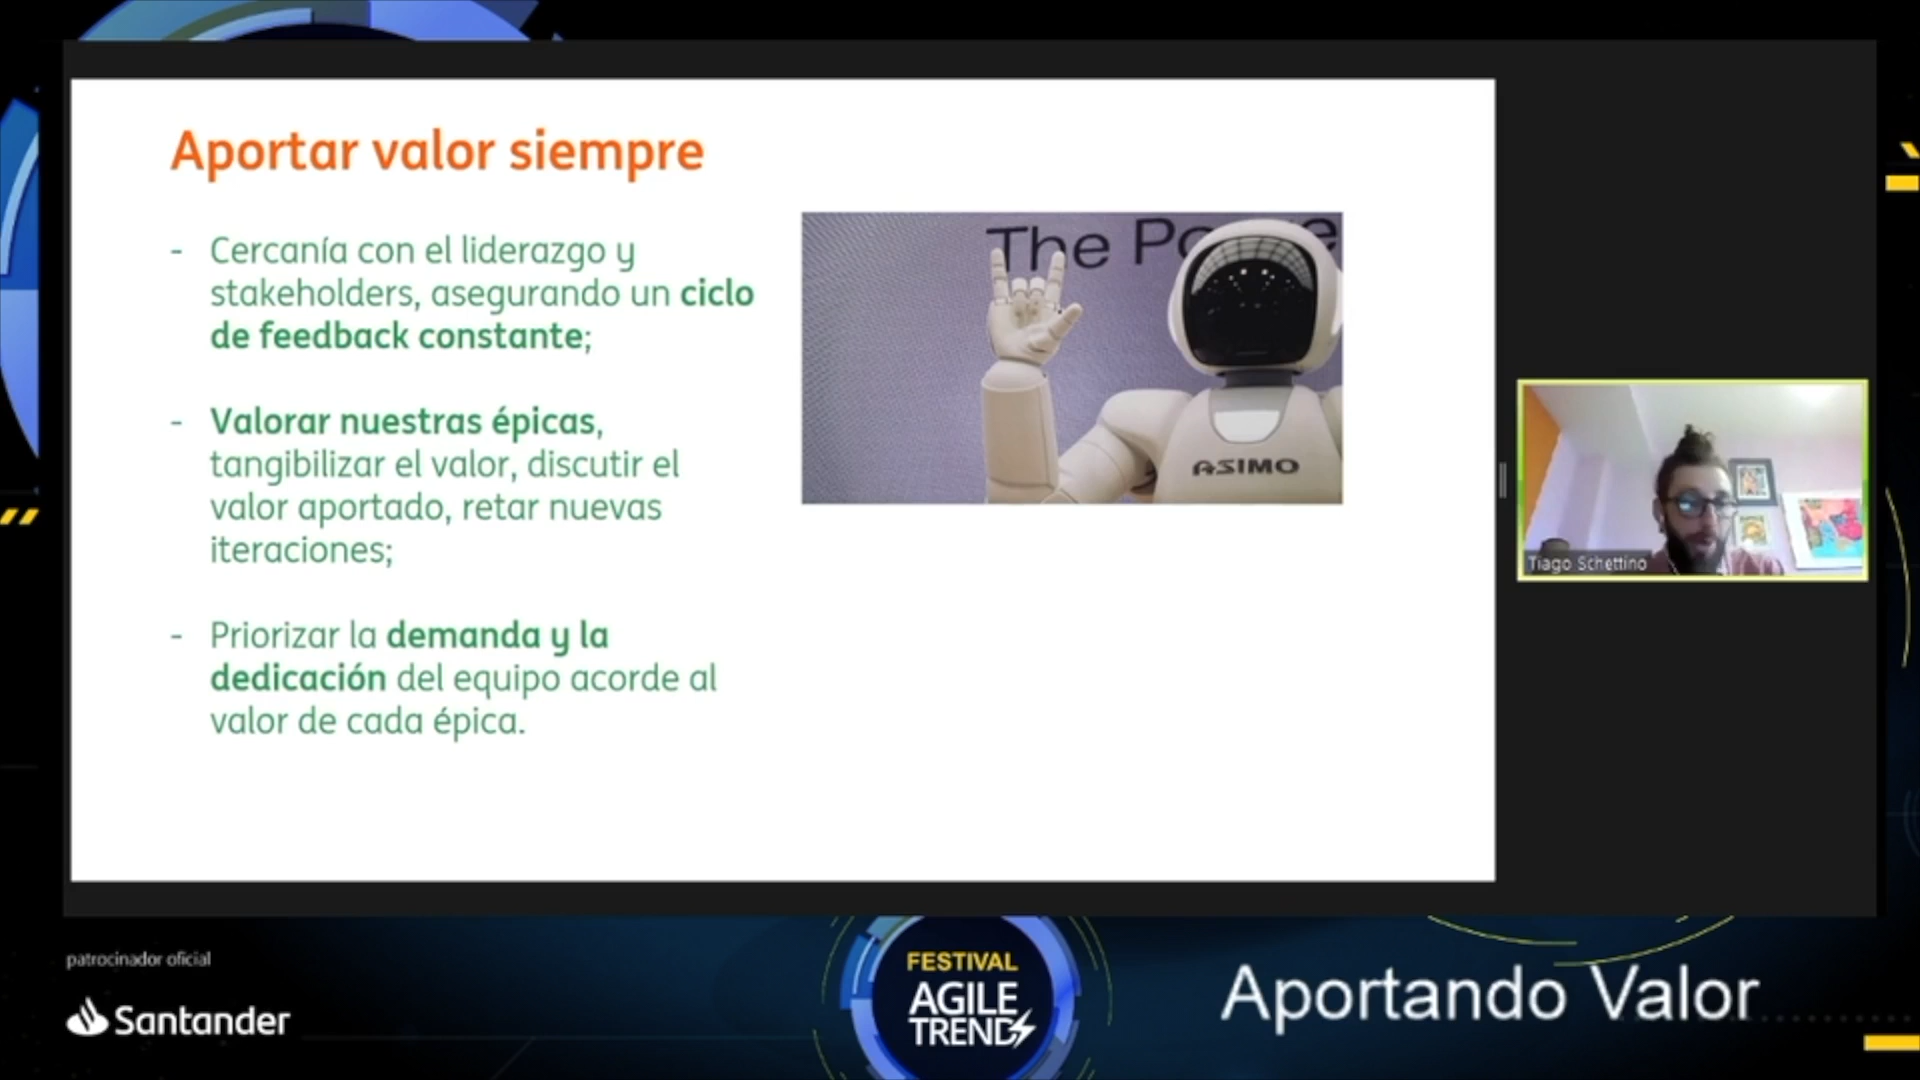 Aportar valor siempre
- Cercanía con el liderazgo y
stakeholders, asegurando un ciclo
de feedback constante;
- Valorar nuestras épicas,
tangibilizar el valor, discutir el
valor aportado, retar nuevas
iteraciones;
- Priorizar la demanda y la
dedicación del equipo acorde al
valor de cada épica.
The Po e
ASIMO
Tiago Schettino
patrocinador oficial
Santander
FESTIVAL
AGILE
TRENDS
Aportando Valor